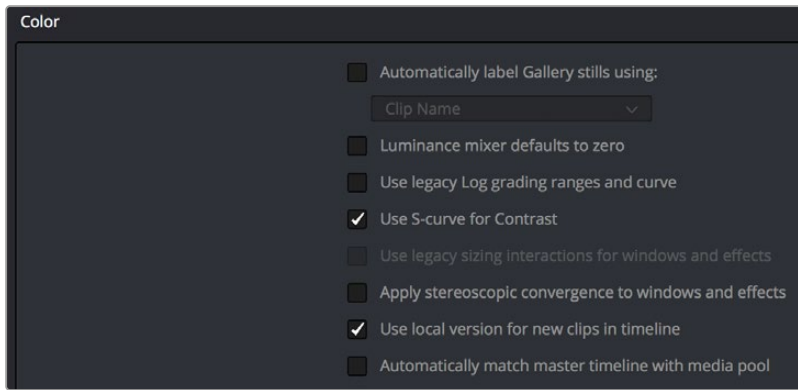 Color
Automatically label Gallery stills using:
Clip Name
Luminance mixer defaults to zero
Use legacy Log grading ranges and curve
Use S-curve for Contrast
Use legacy sizing interactions for windows and effects
Apply stereoscopic convergence to windows and effects
Use local version for new clips in timeline
Automatically match master timeline with media pool